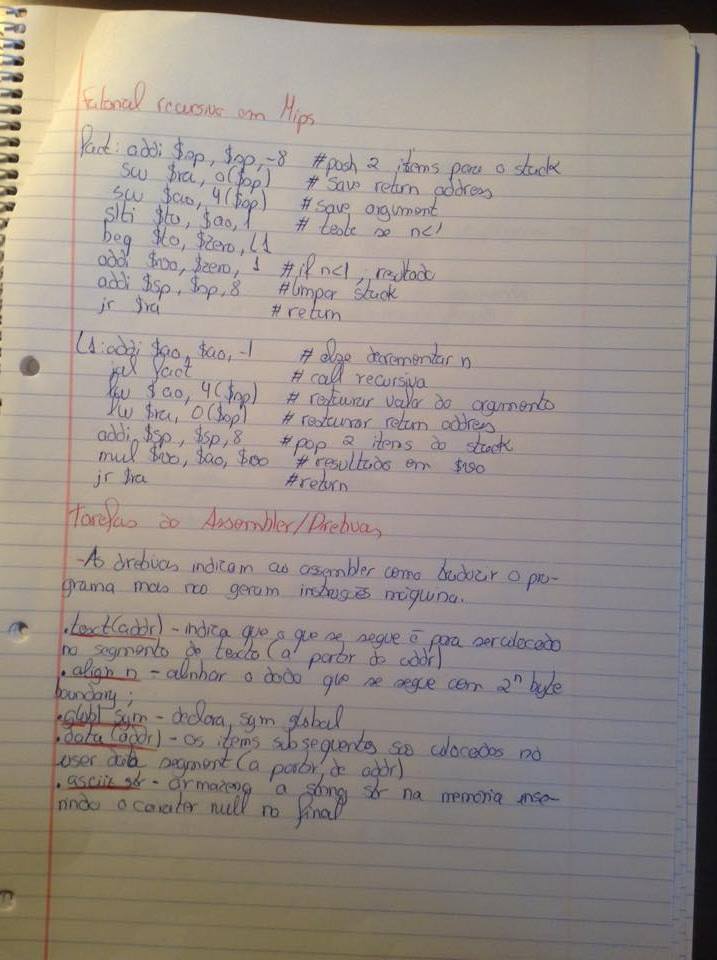 Fatorial recursivo em Mips
Fact: addi $sp, $sp, -8 #push 2 items para o stack
sw $ra, 0($sp) # Save return address
sw $a0, 4($sp) # save argument
slti $t0, $a0, 1 # teste se n<1
beq $t0, $zero, L1
addi $v0, $zero, 1 # if n<1, resultado
addi $sp, $sp, 8 #limpar stack
jr $ra #return
L1: addi $a0, $a0, -1 # else decrementar n
jal fact # call recursiva
lw $a0, 4($sp) # restaurar valor do argumento
lw $ra, 0($sp) # restaurar return address
addi, $sp, $sp, 8 #pop 2 itens do stack
mul $v0, $a0, $v0 # resultado em $v0
jr $ra #return
Tarefas do Assembler/Diretivas
-As diretivas indicam ao assembler como traduzir o pro-
grama mas nao geram instruções máquina.
.text(addr) - indica que o que se segue é para ser colocado
no segmento de texto (a partir do addr)
.align n - alinhar o dado que se segue com 2^n byte
boundary;
.globl sym - declara sym global
.data(addr) - os items subsequentes são colocados no
user data segment (a partir de addr)
.asciiz str - armazena a string str na memória inse-
rindo o caracter null no final